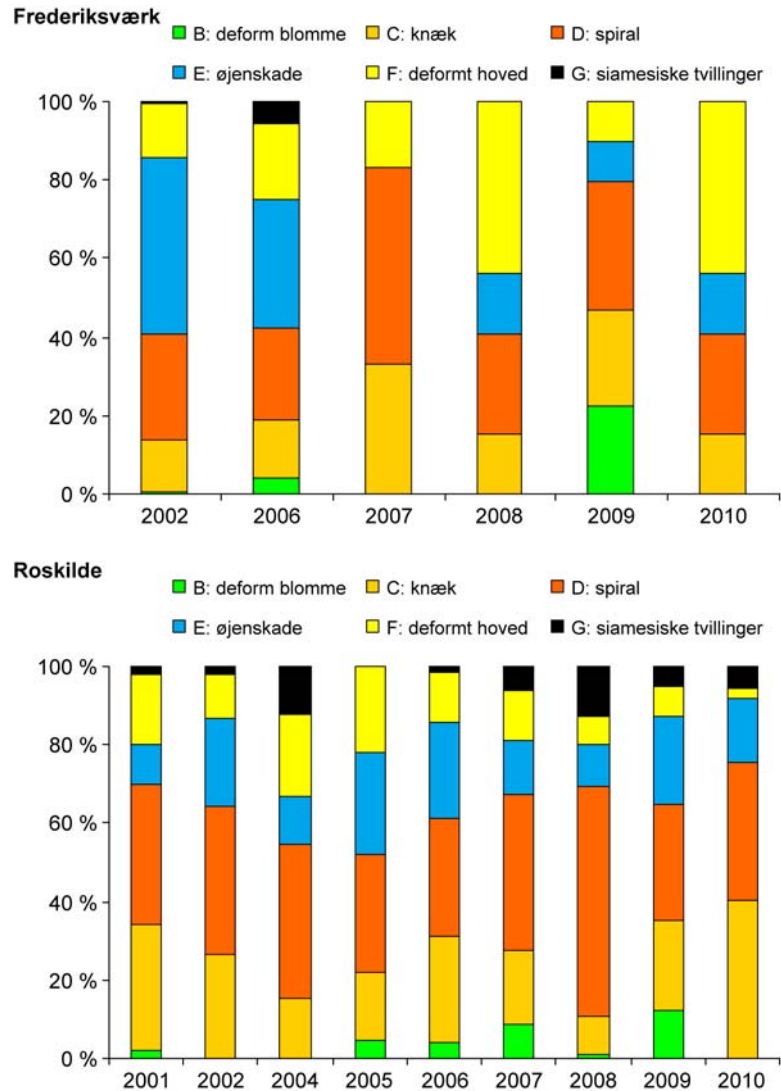 Frederiksværk
B: deform blomme C: knæk D: spiral
E: øjenskade F: deformt hoved G: siamesiske tvillinger
100 %
80 %
60 %
40 %
20 %
0 %
2002 2006 2007 2008 2009 2010
Roskilde
B: deform blomme C: knæk D: spiral
E: øjenskade F: deformt hoved G: siamesiske tvillinger
100 %
80 %
60 %
40 %
20 %
0 %
2001 2002 2004 2005 2006 2007 2008 2009 2010